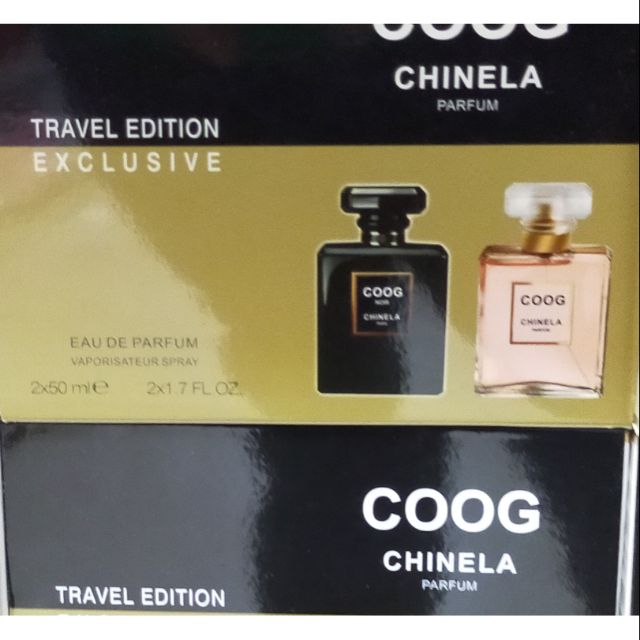 COOG
CHINELA
PARFUM
TRAVEL EDITION
EXCLUSIVE
COOG
NOIR
CHINELA
COOG
CHINELA
PARFUM
EAU DE PARFUM
VAPORISATEUR SPRAY
2x50 ml℮ 2x1.7 FL OZ.
COOG
CHINELA
PARFUM
TRAVEL EDITION